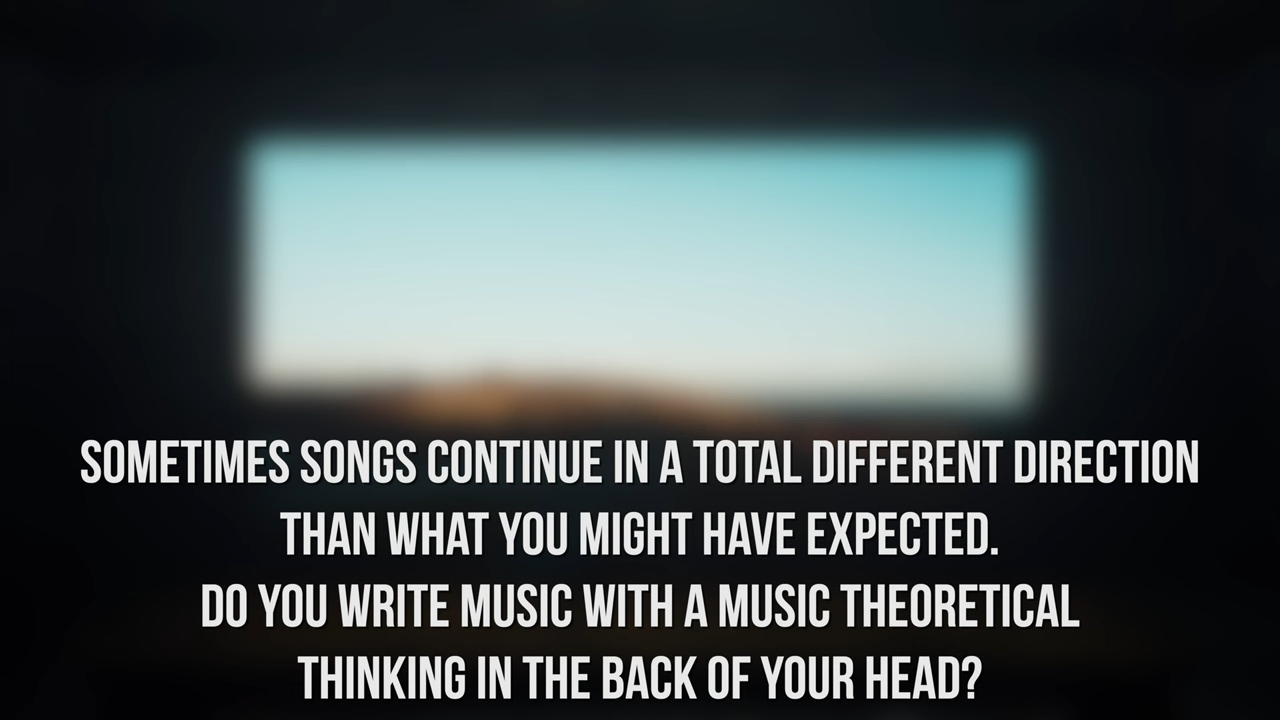 SOMETIMES SONGS CONTINUE IN A TOTAL DIFFERENT DIRECTION
THAN WHAT YOU MIGHT HAVE EXPECTED.
DO YOU WRITE MUSIC WITH A MUSIC THEORETICAL
THINKING IN THE BACK OF YOUR HEAD?